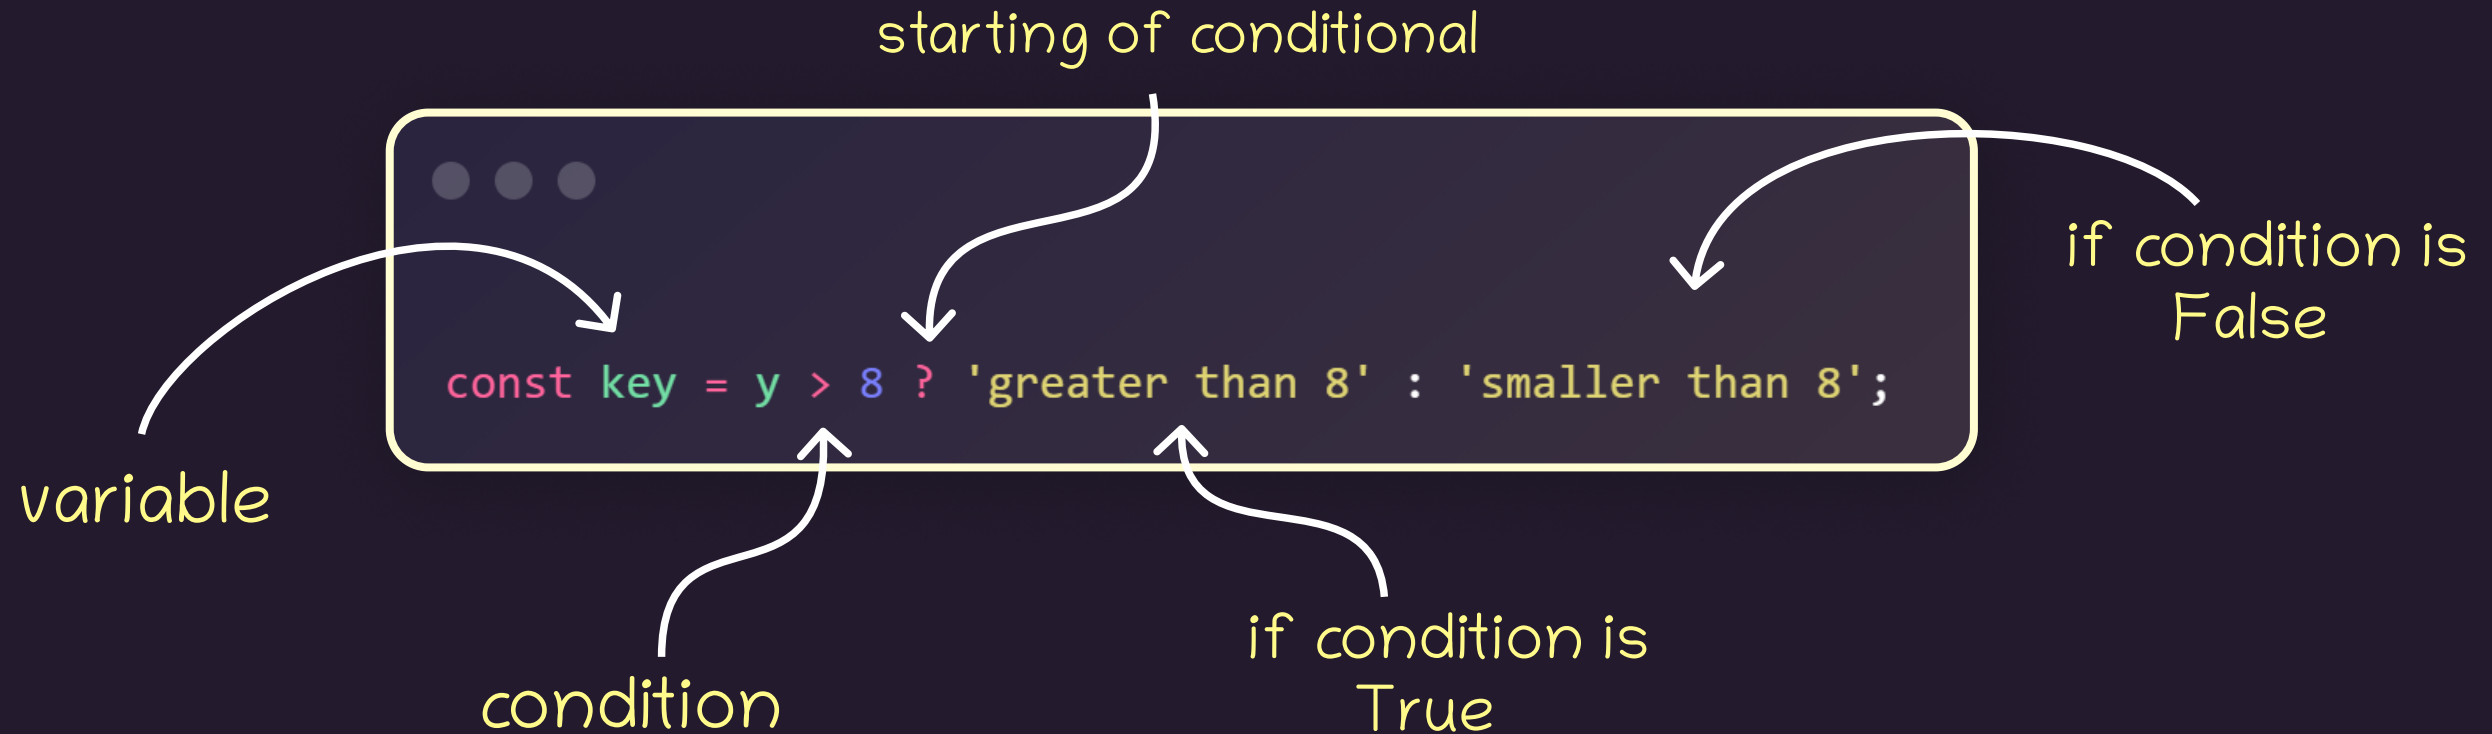 starting of conditional
if condition is
False
const key = y > 8 ? 'greater than 8' : 'smaller than 8';
variable
if condition is
True
condition